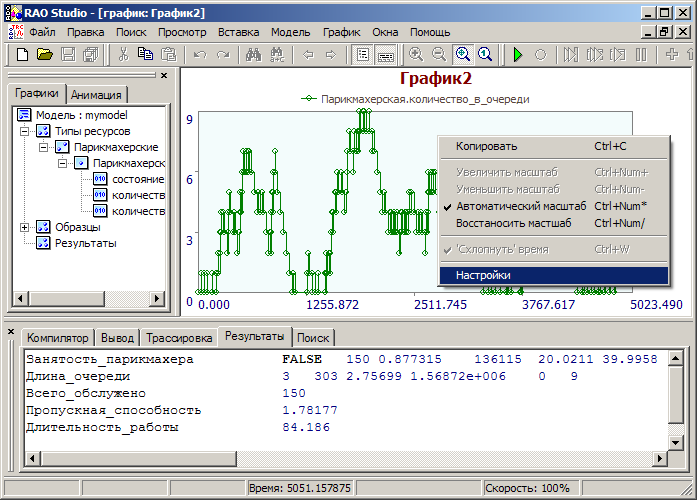 RAO Studio - [график: График2]
Файл Правка Поиск Просмотр Вставка Модель График Окна Помощь
Графики Анимация
Модель : mymodel
Типы ресурсов
Парикмахерские
Парикмахерск
состояние
количеств
количеств
Образцы
Результаты
График2
Парикмахерская.количество_в_очереди
9
6
3
0
0.000 1255.872 2511.745 3767.617 5023.490
Копировать Ctrl+C
Увеличить масштаб Ctrl+Num+
Уменьшить масштаб Ctrl+Num-
Автоматический масштаб Ctrl+Num*
Восстаносить мастшаб Ctrl+Num/
'Схлопнуть' время Ctrl+W
Настройки
Компилятор Вывод Трассировка Результаты Поиск
Занятость_парикмахера FALSE 150 0.877315 136115 20.0211 39.9958
Длина_очереди 3 303 2.75699 1.56872e+006 0 9
Всего_обслужено 150
Пропускная_способность 1.78177
Длительность_работы 84.186
Время: 5051.157875 Скорость: 100%